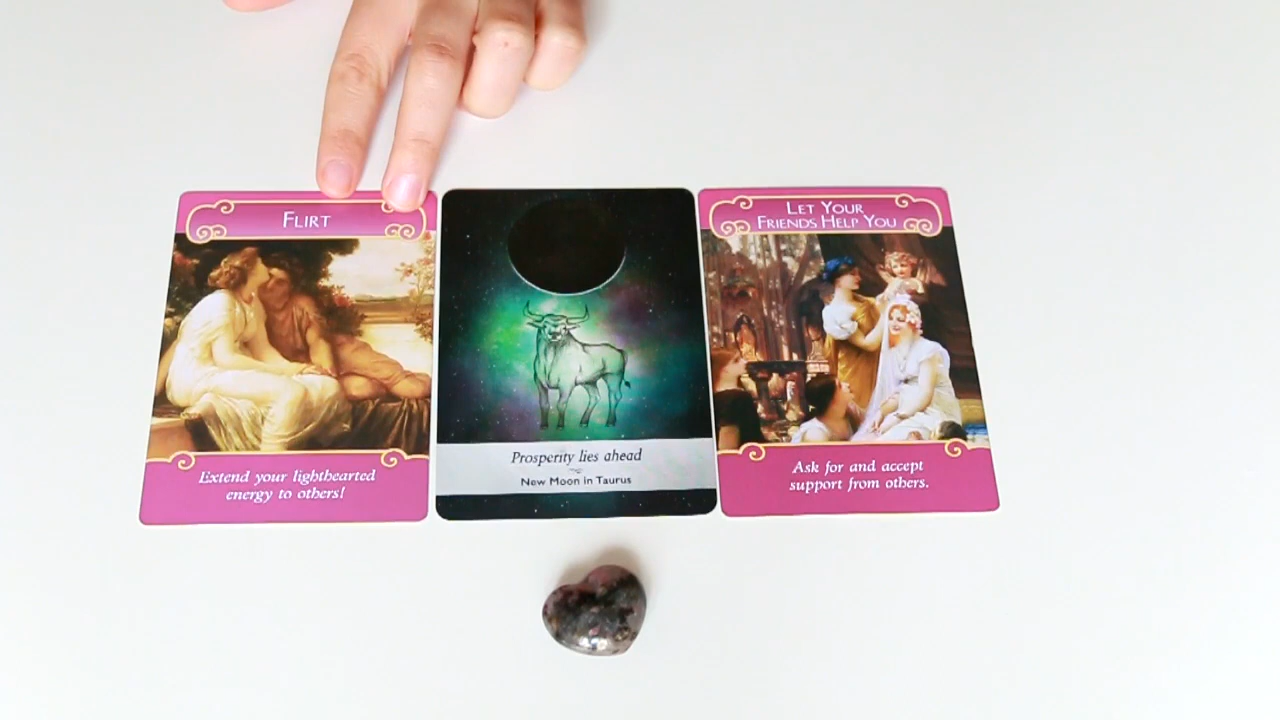 FLIRT
Extend your lighthearted
energy to others!
Prosperity lies ahead
New Moon in Taurus
LET YOUR
FRIENDS HELP YOU
Ask for and accept
support from others.